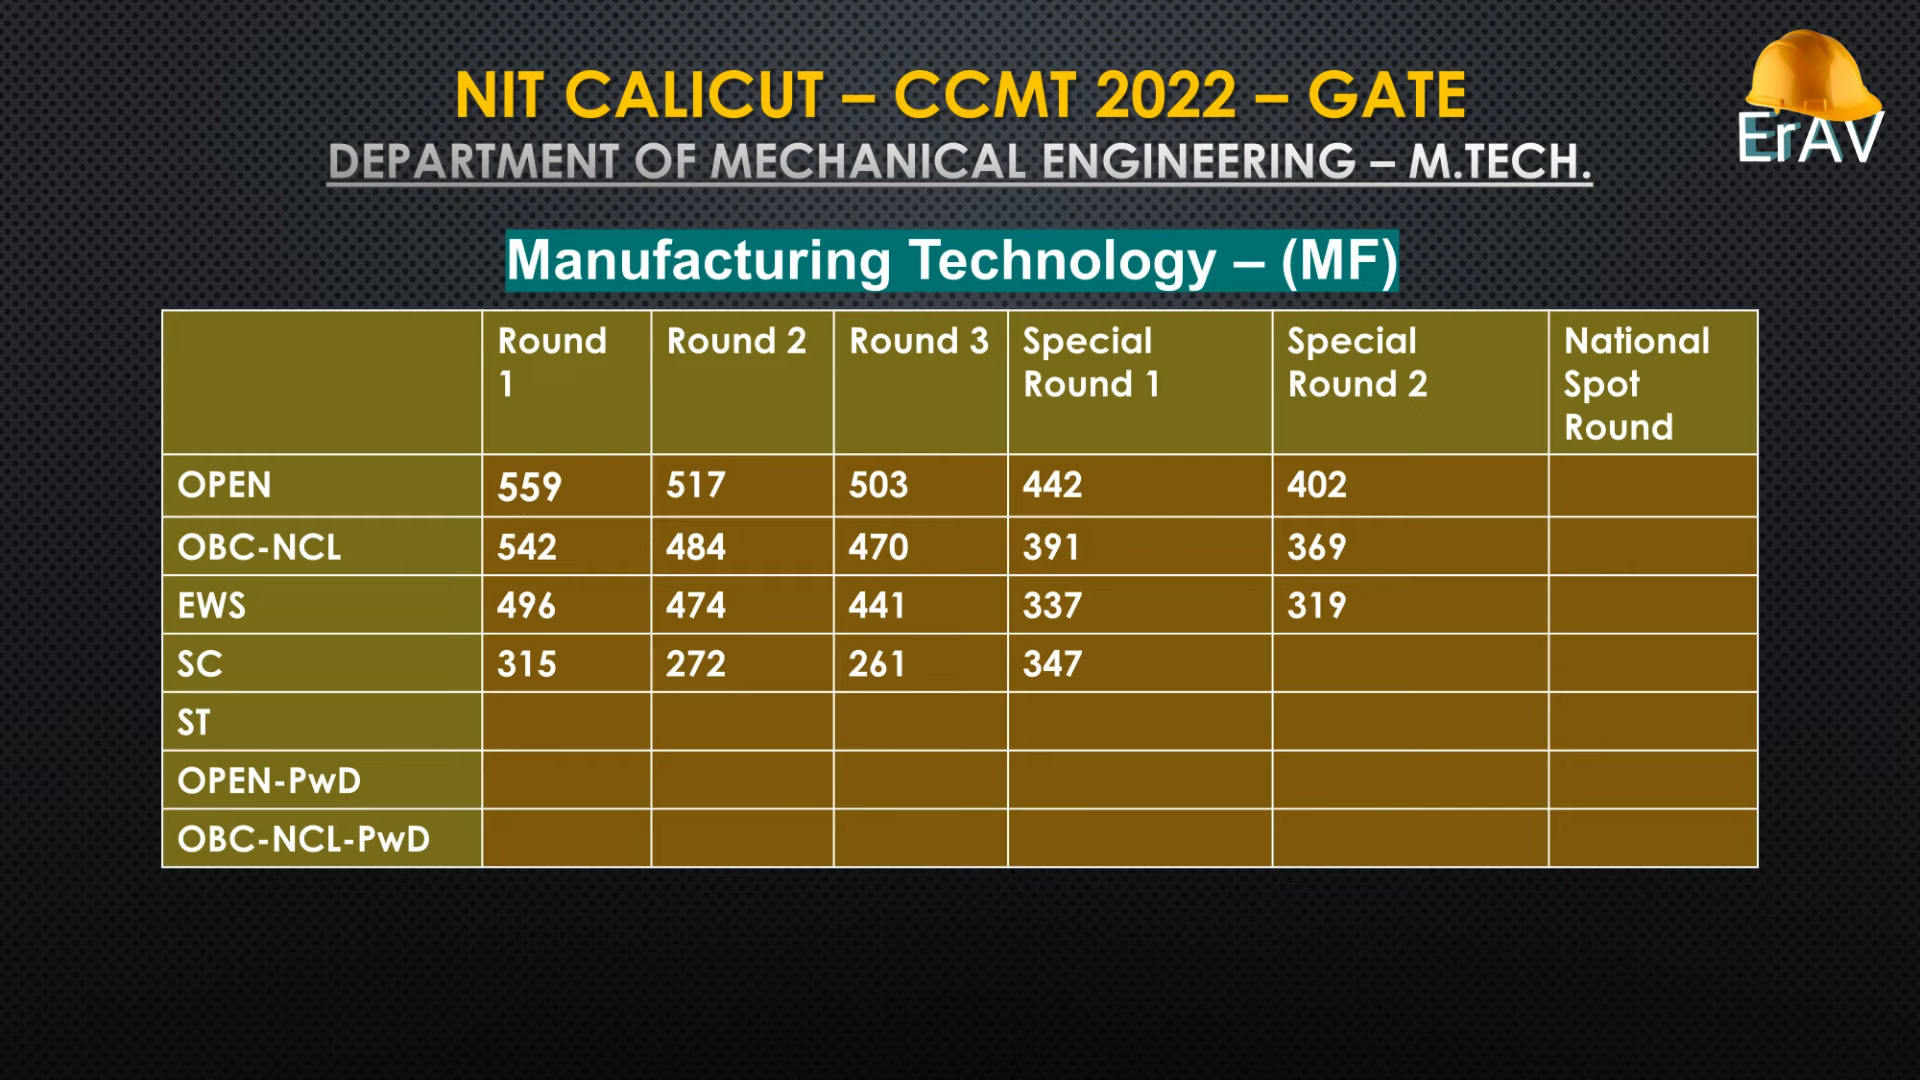 NIT CALICUT – CCMT 2022 – GATE
DEPARTMENT OF MECHANICAL ENGINEERING – M.TECH.
ErAV
Manufacturing Technology – (MF)
Round 1 Round 2 Round 3 Special Round 1 Special Round 2 National Spot Round
OPEN 559 517 503 442 402
OBC-NCL 542 484 470 391 369
EWS 496 474 441 337 319
SC 315 272 261 347
ST
OPEN-PwD
OBC-NCL-PwD